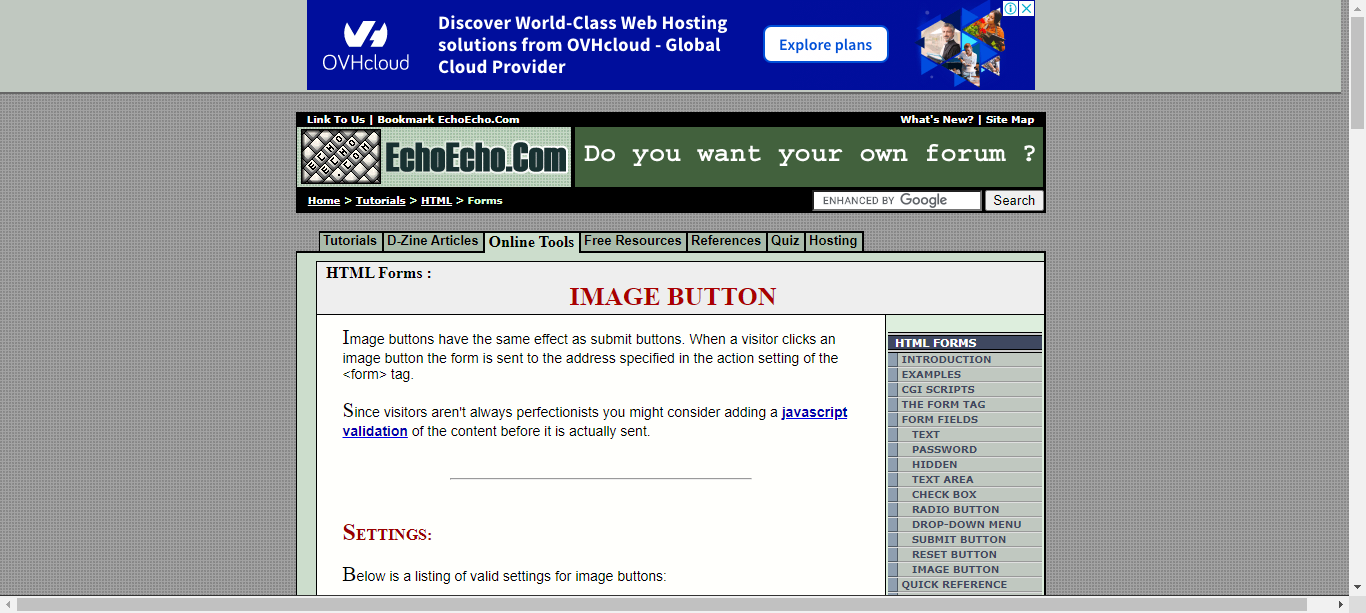 Discover World-Class Web Hosting
solutions from OVHcloud - Global
Cloud Provider
OVHcloud
Explore plans
Link To Us | Bookmark EchoEcho.Com
What's New? | Site Map
ECHO
ECHO
.COM
EchoEcho.Com
Do you want your own forum ?
Home > Tutorials > HTML > Forms
ENHANCED BY Google
Search
Tutorials
D-Zine Articles
Online Tools
Free Resources
References
Quiz
Hosting
HTML Forms :
IMAGE BUTTON
Image buttons have the same effect as submit buttons. When a visitor clicks an
image button the form is sent to the address specified in the action setting of the
<form> tag.
Since visitors aren't always perfectionists you might consider adding a javascript
validation of the content before it is actually sent.
SETTINGS:
Below is a listing of valid settings for image buttons:
HTML FORMS
INTRODUCTION
EXAMPLES
CGI SCRIPTS
THE FORM TAG
FORM FIELDS
TEXT
PASSWORD
HIDDEN
TEXT AREA
CHECK BOX
RADIO BUTTON
DROP-DOWN MENU
SUBMIT BUTTON
RESET BUTTON
IMAGE BUTTON
QUICK REFERENCE